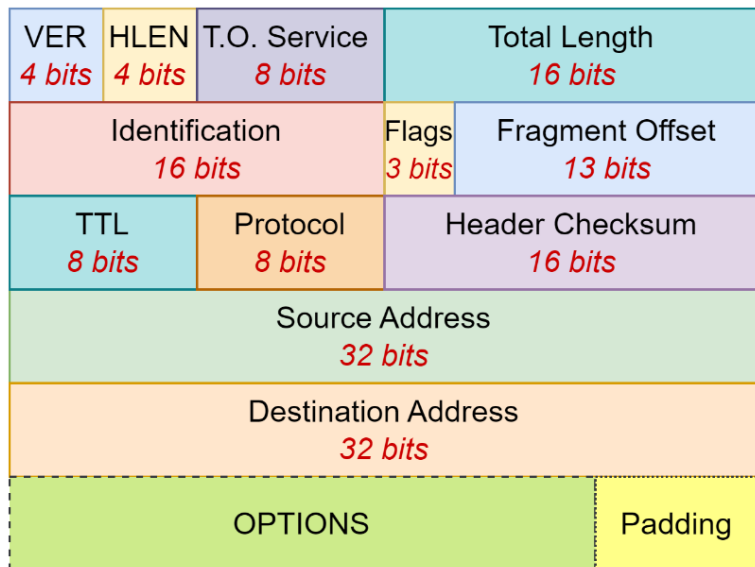 VER HLEN T.O. Service Total Length
4 bits 4 bits 8 bits 16 bits
Identification Flags Fragment Offset
16 bits 3 bits 13 bits
TTL Protocol Header Checksum
8 bits 8 bits 16 bits
Source Address
32 bits
Destination Address
32 bits
OPTIONS Padding